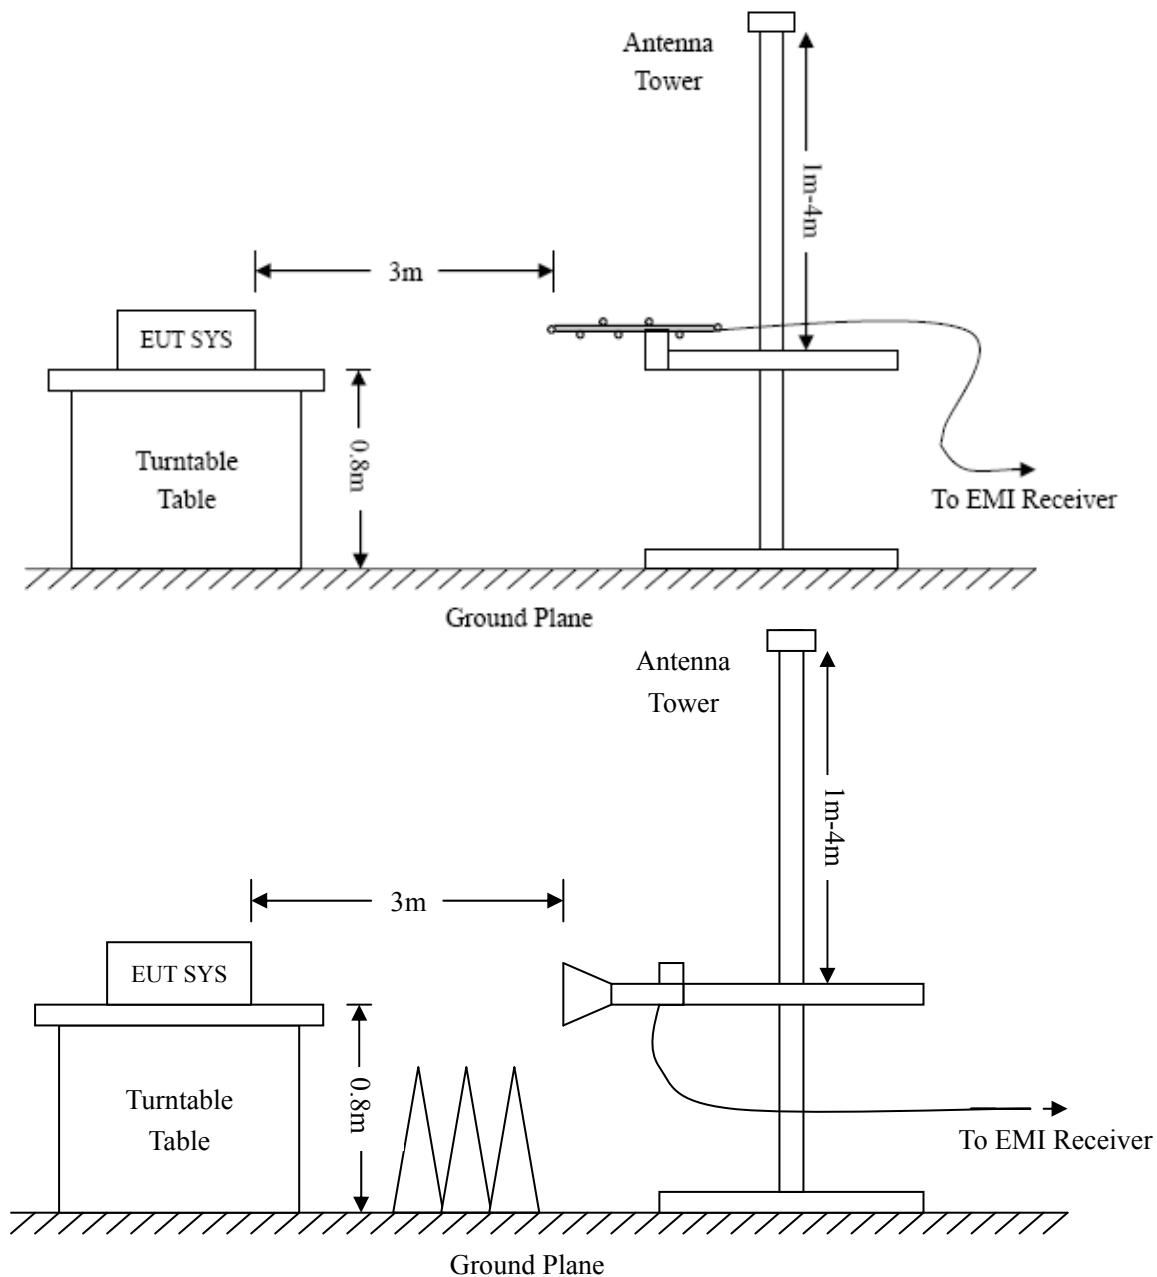 Antenna
Tower
1m-4m
3m
EUT SYS
Turntable
Table
0.8m
To EMI Receiver
Ground Plane
Antenna
Tower
1m-4m
3m
EUT SYS
Turntable
Table
0.8m
To EMI Receiver
Ground Plane